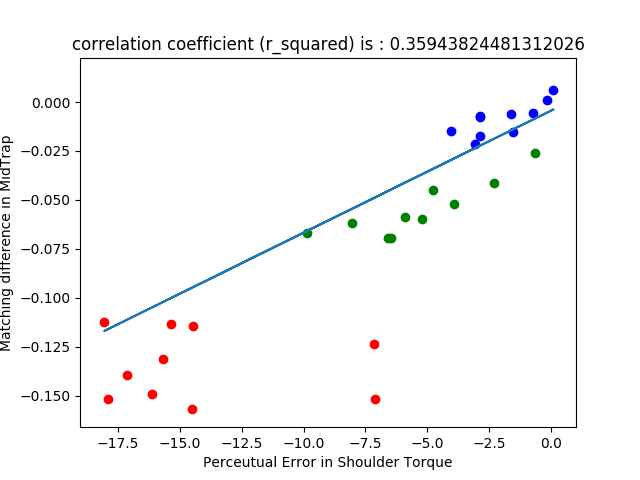 correlation coefficient (r_squared) is : 0.35943824481312026
Matching difference in MidTrap
0.000
−0.025
−0.050
−0.075
−0.100
−0.125
−0.150
−17.5 −15.0 −12.5 −10.0 −7.5 −5.0 −2.5 0.0
Perceutual Error in Shoulder Torque